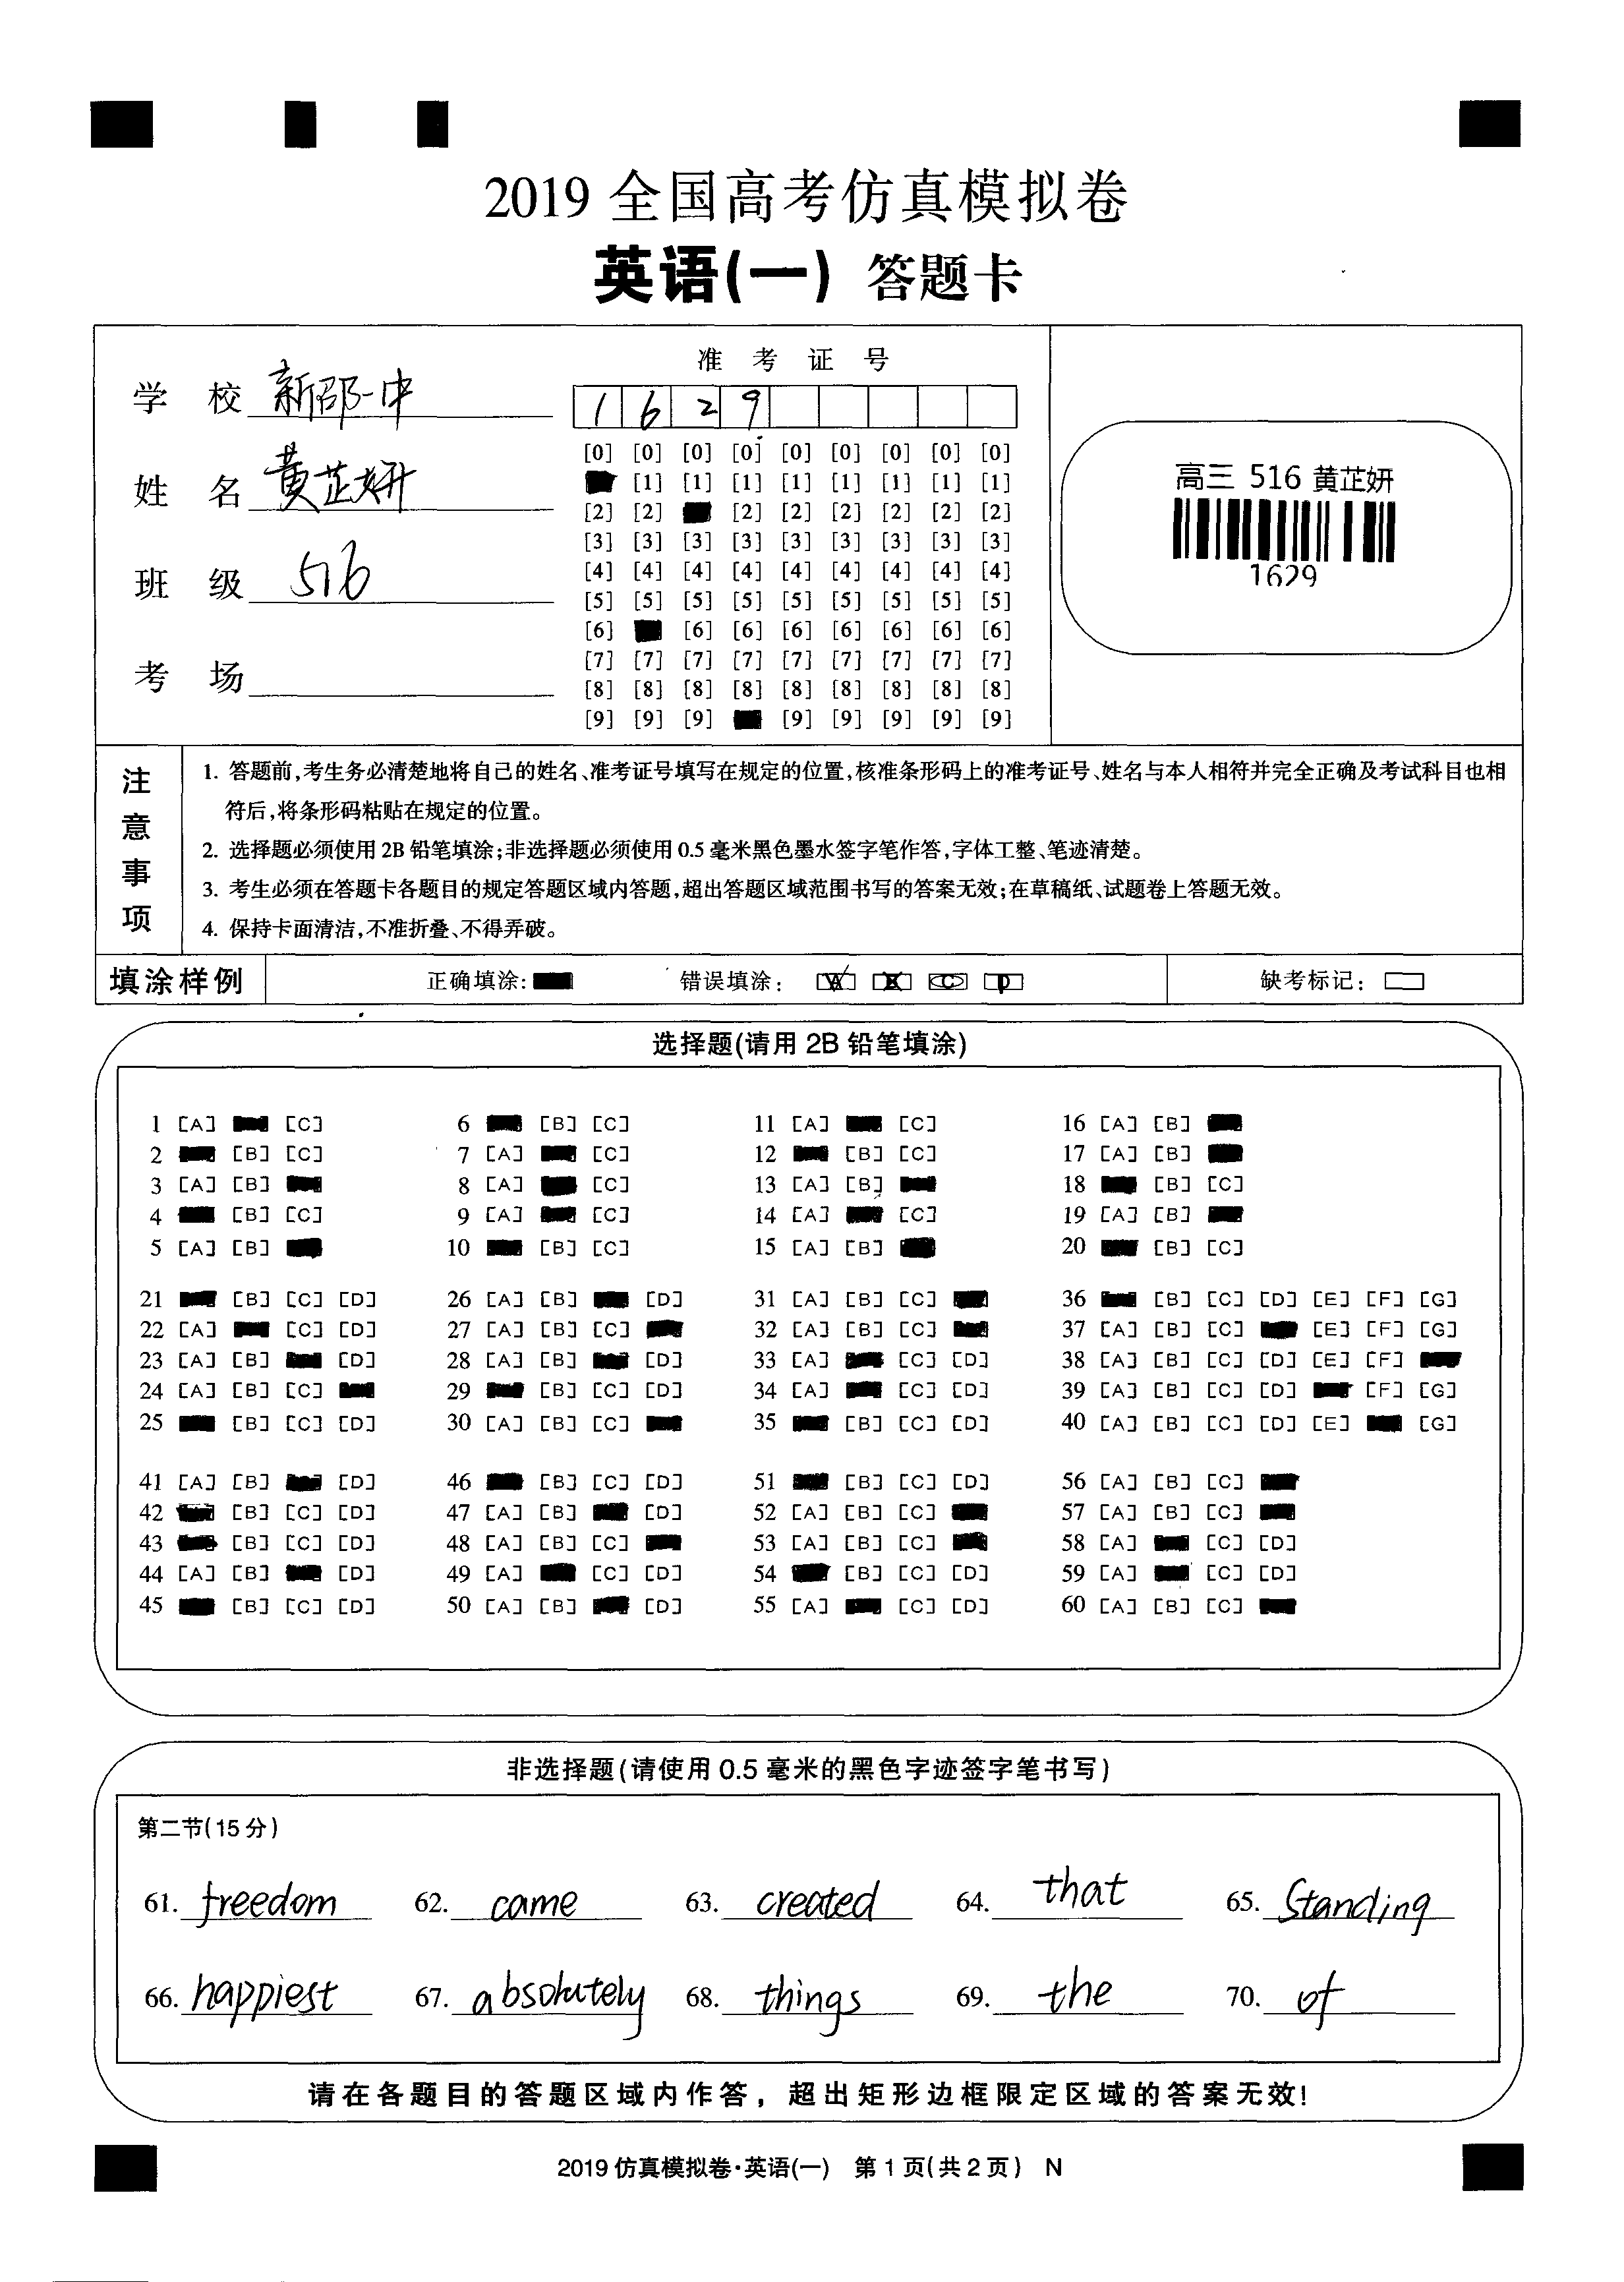 2019 全国高考仿真模拟卷
英语(一) 答题卡
学 校 新邵一中
姓 名 黄芷妍
班 级 516
考 场
准 考 证 号
1 6 2 9
[0] [0] [0] [0] [0] [0] [0] [0] [0]
[1] [1] [1] [1] [1] [1] [1] [1]
[2] [2] [2] [2] [2] [2] [2] [2]
[3] [3] [3] [3] [3] [3] [3] [3] [3]
[4] [4] [4] [4] [4] [4] [4] [4] [4]
[5] [5] [5] [5] [5] [5] [5] [5] [5]
[6] [6] [6] [6] [6] [6] [6] [6]
[7] [7] [7] [7] [7] [7] [7] [7] [7]
[8] [8] [8] [8] [8] [8] [8] [8] [8]
[9] [9] [9] [9] [9] [9] [9] [9]
高三 516 黄芷妍
1629
注意事项
1. 答题前,考生务必清楚地将自己的姓名、准考证号填写在规定的位置,核准条形码上的准考证号、姓名与本人相符并完全正确及考试科目也相
符后,将条形码粘贴在规定的位置。
2. 选择题必须使用 2B 铅笔填涂;非选择题必须使用 0.5 毫米黑色墨水签字笔作答,字体工整、笔迹清楚。
3. 考生必须在答题卡各题目的规定答题区域内答题,超出答题区域范围书写的答案无效;在草稿纸、试题卷上答题无效。
4. 保持卡面清洁,不准折叠、不得弄破。
填涂样例 正确填涂: 错误填涂: A B C D 缺考标记:
选择题(请用 2B 铅笔填涂)
1 [A] [C] 6 [B] [C] 11 [A] [C] 16 [A] [B]
2 [B] [C] 7 [A] [C] 12 [B] [C] 17 [A] [B]
3 [A] [B] 8 [A] [C] 13 [A] [B] 18 [B] [C]
4 [B] [C] 9 [A] [C] 14 [A] [C] 19 [A] [B]
5 [A] [B] 10 [B] [C] 15 [A] [B] 20 [B] [C]
21 [B] [C] [D] 26 [A] [B] [D] 31 [A] [B] [C] 36 [B] [C] [D] [E] [F] [G]
22 [A] [C] [D] 27 [A] [B] [C] 32 [A] [B] [C] 37 [A] [B] [C] [E] [F] [G]
23 [A] [B] [D] 28 [A] [B] [D] 33 [A] [C] [D] 38 [A] [B] [C] [D] [E] [F]
24 [A] [B] [C] 29 [B] [C] [D] 34 [A] [C] [D] 39 [A] [B] [C] [D] [F] [G]
25 [B] [C] [D] 30 [A] [B] [C] 35 [B] [C] [D] 40 [A] [B] [C] [D] [E] [G]
41 [A] [B] [D] 46 [B] [C] [D] 51 [B] [C] [D] 56 [A] [B] [C]
42 [B] [C] [D] 47 [A] [B] [D] 52 [A] [B] [C] 57 [A] [B] [C]
43 [B] [C] [D] 48 [A] [B] [C] 53 [A] [B] [C] 58 [A] [C] [D]
44 [A] [B] [D] 49 [A] [C] [D] 54 [B] [C] [D] 59 [A] [C] [D]
45 [B] [C] [D] 50 [A] [B] [D] 55 [A] [C] [D] 60 [A] [B] [C]
非选择题(请使用 0.5 毫米的黑色字迹签字笔书写)
第二节(15 分)
61. freedom 62. came 63. created 64. that 65. Standing
66. happiest 67. absolutely 68. things 69. the 70. of
请在各题目的答题区域内作答，超出矩形边框限定区域的答案无效!
2019 仿真模拟卷·英语(一) 第 1 页(共 2 页) N